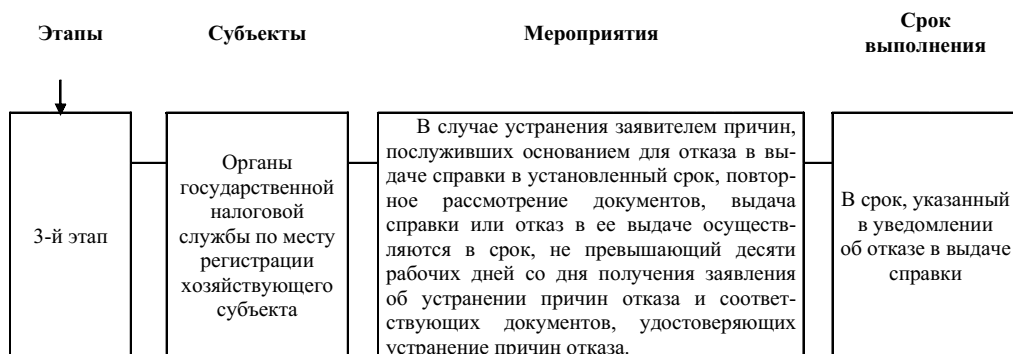 Этапы
Субъекты
Мероприятия
Срок
выполнения
3-й этап
Органы
государственной
налоговой
службы по месту
регистрации
хозяйствующего
субъекта
В случае устранения заявителем причин,
послуживших основанием для отказа в вы-
даче справки в установленный срок, повтор-
ное рассмотрение документов, выдача
справки или отказ в ее выдаче осуществ-
ляются в срок, не превышающий десяти
рабочих дней со дня получения заявления
об устранении причин отказа и соответ-
ствующих документов, удостоверяющих
устранение причин отказа.
В срок, указанный
в уведомлении
об отказе в выдаче
справки